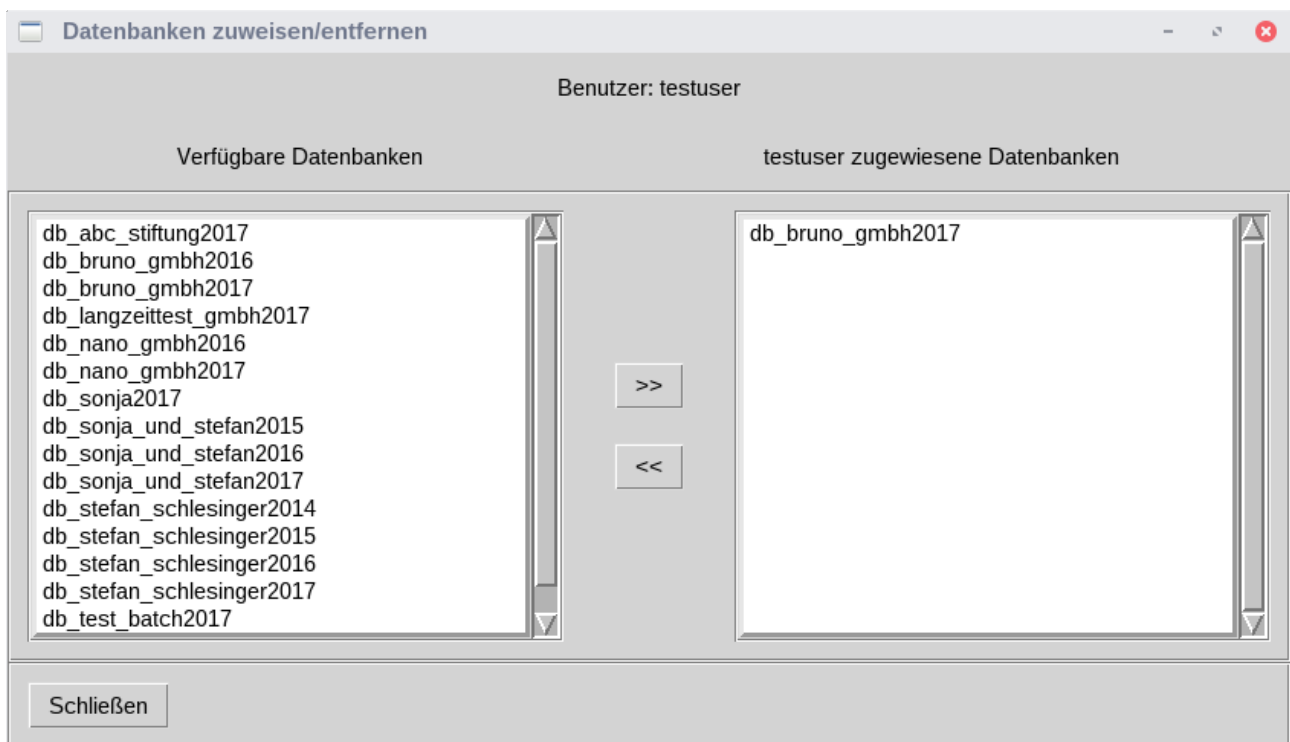 Datenbanken zuweisen/entfernen
Benutzer: testuser
Verfügbare Datenbanken
testuser zugewiesene Datenbanken
db_abc_stiftung2017
db_bruno_gmbh2016
db_bruno_gmbh2017
db_langzeittest_gmbh2017
db_nano_gmbh2016
db_nano_gmbh2017
db_sonja2017
db_sonja_und_stefan2015
db_sonja_und_stefan2016
db_sonja_und_stefan2017
db_stefan_schlesinger2014
db_stefan_schlesinger2015
db_stefan_schlesinger2016
db_stefan_schlesinger2017
db_test_batch2017
>>
<<
db_bruno_gmbh2017
Schließen